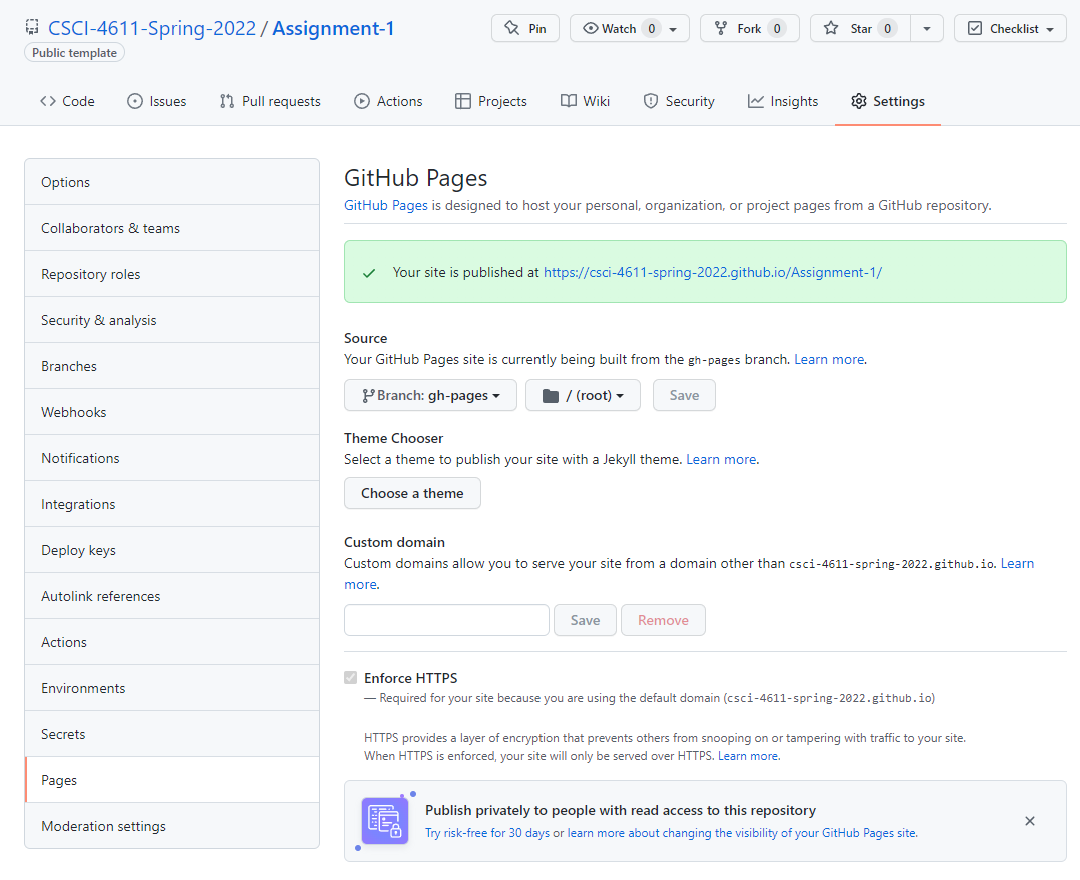 CSCI-4611-Spring-2022 / Assignment-1
Pin
Watch 0
Fork 0
Star 0
Checklist
Public template
Code
Issues
Pull requests
Actions
Projects
Wiki
Security
Insights
Settings
Options
Collaborators & teams
Repository roles
Security & analysis
Branches
Webhooks
Notifications
Integrations
Deploy keys
Autolink references
Actions
Environments
Secrets
Pages
Moderation settings
GitHub Pages
GitHub Pages is designed to host your personal, organization, or project pages from a GitHub repository.
Your site is published at https://csci-4611-spring-2022.github.io/Assignment-1/
Source
Your GitHub Pages site is currently being built from the gh-pages branch. Learn more.
Branch: gh-pages
/ (root)
Save
Theme Chooser
Select a theme to publish your site with a Jekyll theme. Learn more.
Choose a theme
Custom domain
Custom domains allow you to serve your site from a domain other than csci-4611-spring-2022.github.io. Learn
more.
Save
Remove
Enforce HTTPS
— Required for your site because you are using the default domain (csci-4611-spring-2022.github.io)
HTTPS provides a layer of encryption that prevents others from snooping on or tampering with traffic to your site.
When HTTPS is enforced, your site will only be served over HTTPS. Learn more.
Publish privately to people with read access to this repository
Try risk-free for 30 days or learn more about changing the visibility of your GitHub Pages site.